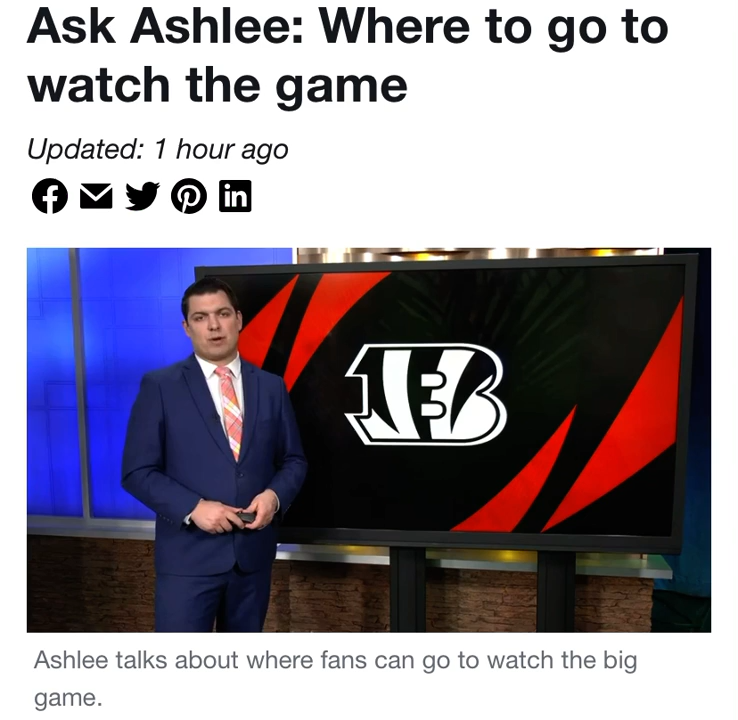 Ask Ashlee: Where to go to
watch the game
Updated: 1 hour ago
in
B
Ashlee talks about where fans can go to watch the big
game.